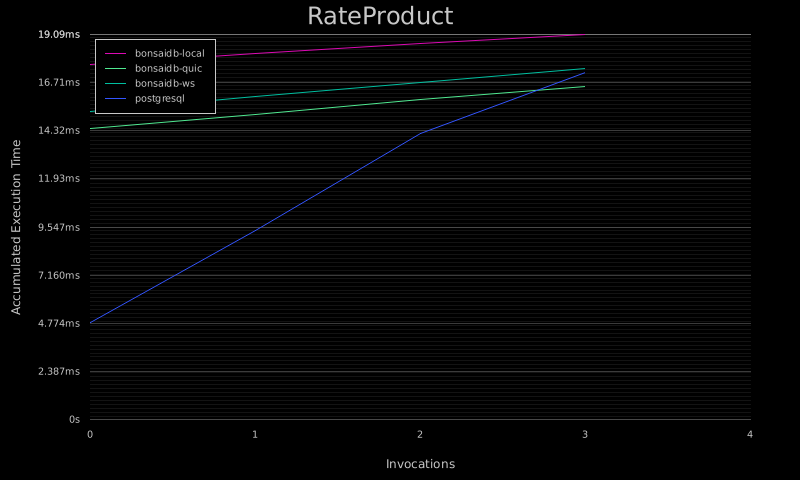 RateProduct
19.09ms
bonsaidb-local
bonsaidb-quic
bonsaidb-ws
postgresql
16.71ms
14.32ms
11.93ms
9.547ms
7.160ms
4.774ms
2.387ms
0s
Accumulated Execution Time
0 1 2 3 4
Invocations